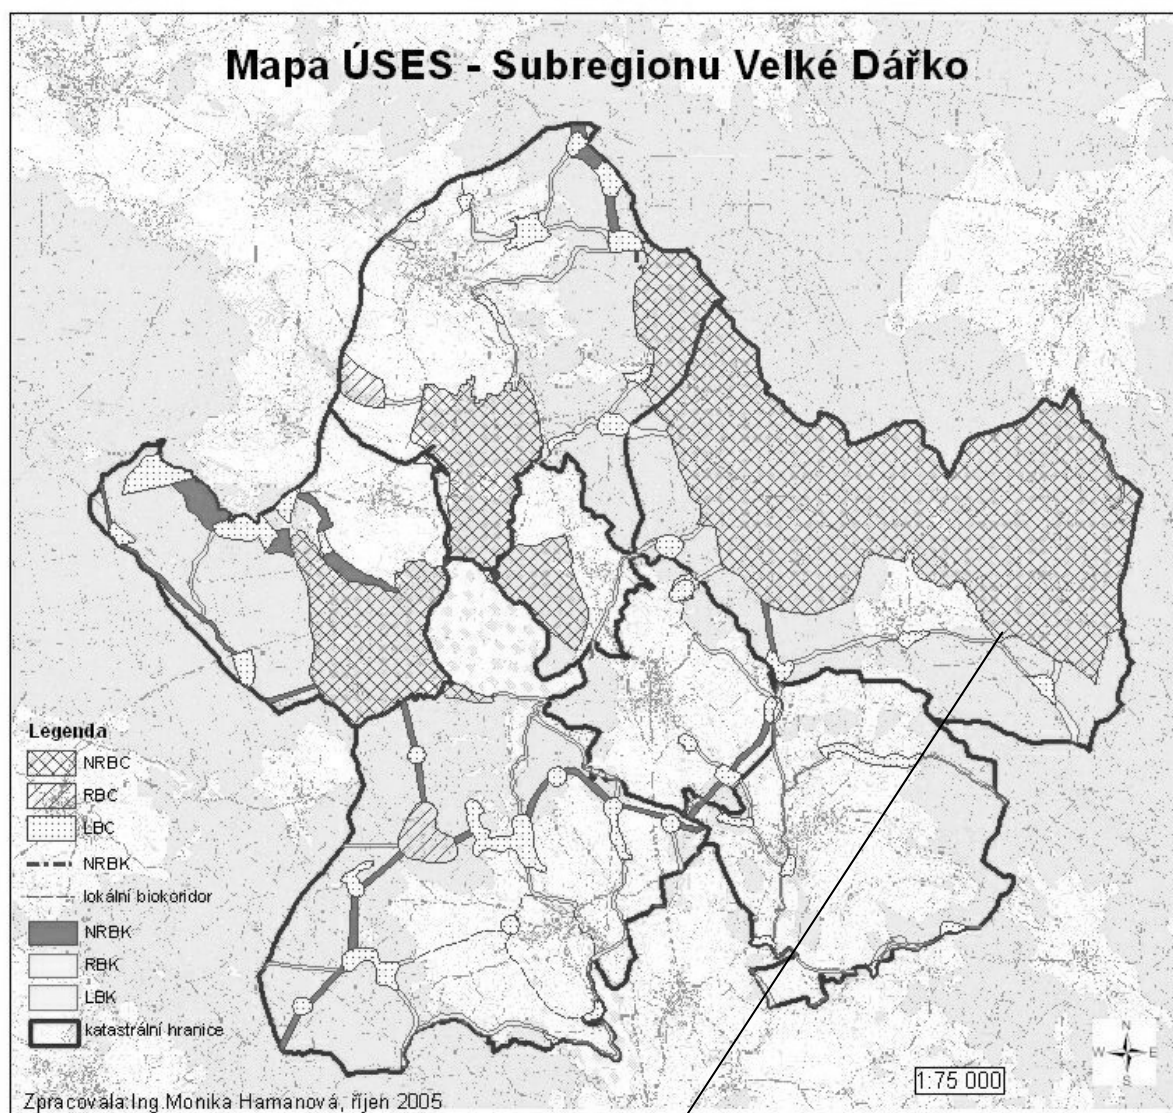 Mapa ÚSES - Subregionu Velké Dářko
Legenda
NRBC
RBC
LBC
NRBK
lokální biokoridor
NRBK
RBK
LBK
katastrální hranice
N
W E
S
1:75 000
Zpracovala:Ing.Monika Hamanová, říjen 2005